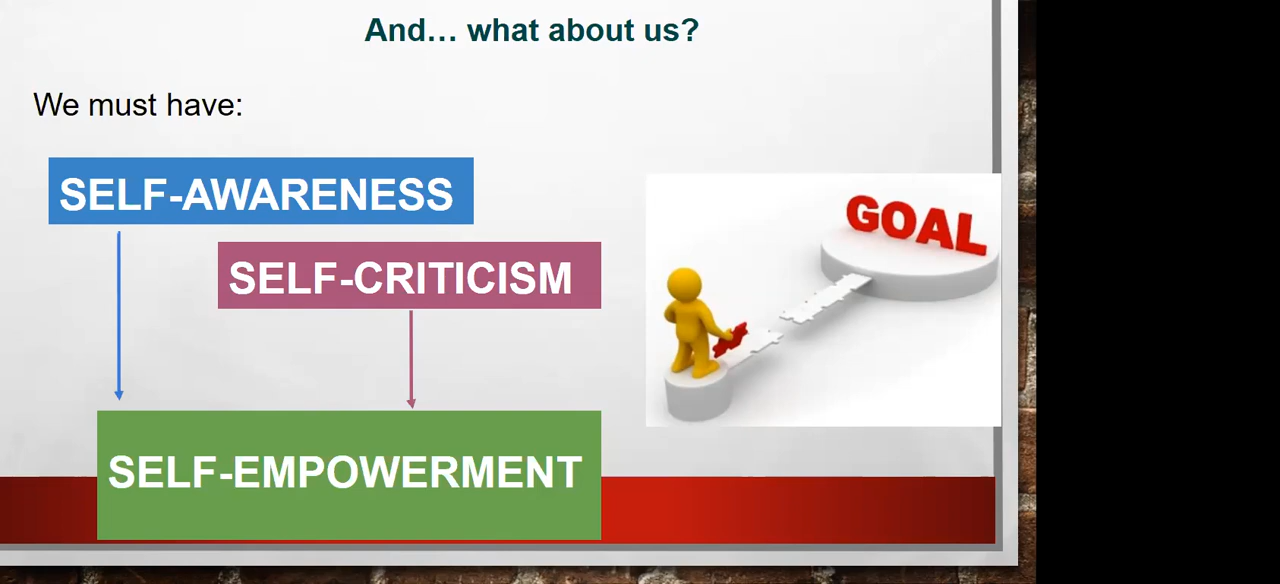 And… what about us?
We must have:
SELF-AWARENESS
SELF-CRITICISM
SELF-EMPOWERMENT
GOAL